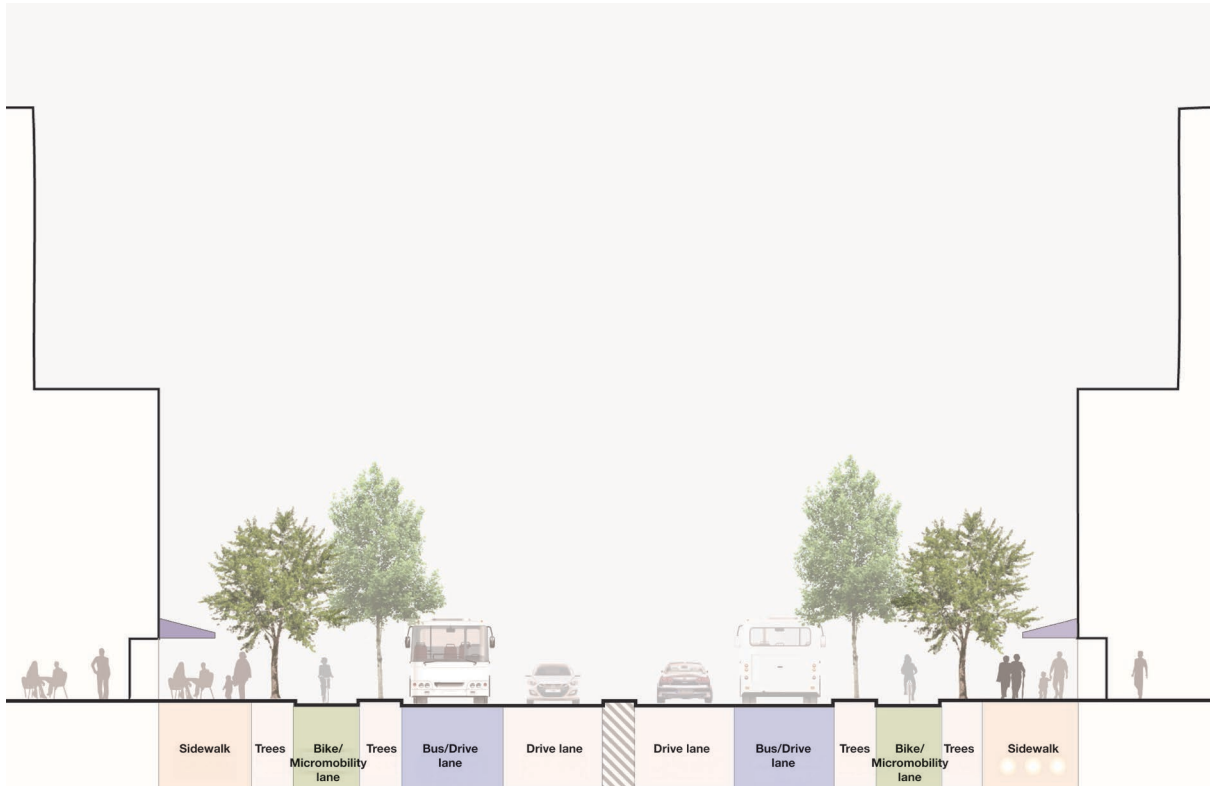 Sidewalk
Trees
Bike/
Micromobility
lane
Trees
Bus/Drive
lane
Drive lane
Drive lane
Bus/Drive
lane
Trees
Bike/
Micromobility
lane
Trees
Sidewalk